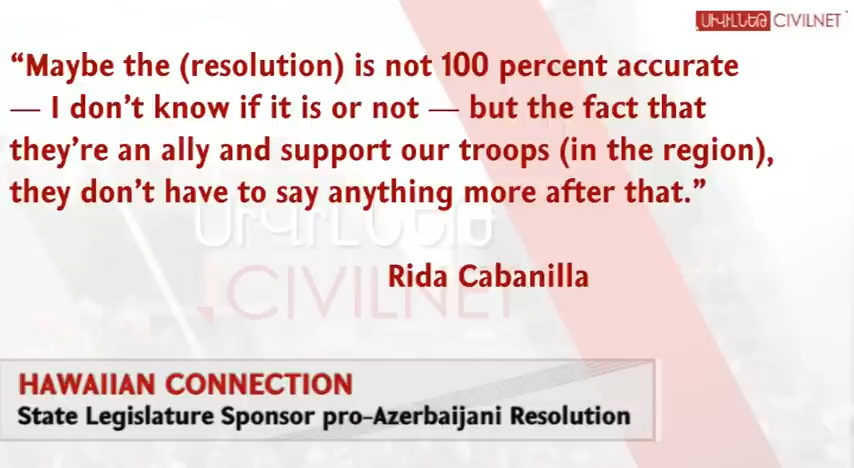 ՍԻՎԻԼՆԵԹ CIVILNET
“Maybe the (resolution) is not 100 percent accurate
— I don’t know if it is or not — but the fact that
they’re an ally and support our troops (in the region),
they don’t have to say anything more after that.”
ՍԻՎԻԼՆԵԹ
CIVILNET
Rida Cabanilla
HAWAIIAN CONNECTION
State Legislature Sponsor pro-Azerbaijani Resolution